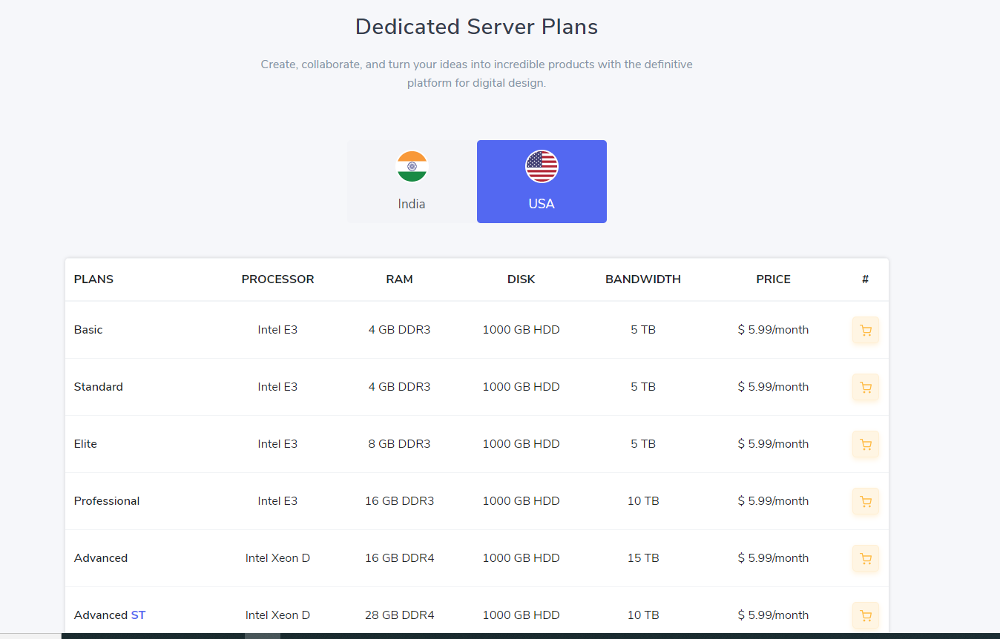 Dedicated Server Plans
Create, collaborate, and turn your ideas into incredible products with the definitive
platform for digital design.
India
USA
PLANS PROCESSOR RAM DISK BANDWIDTH PRICE #
Basic Intel E3 4 GB DDR3 1000 GB HDD 5 TB $ 5.99/month
Standard Intel E3 4 GB DDR3 1000 GB HDD 5 TB $ 5.99/month
Elite Intel E3 8 GB DDR3 1000 GB HDD 5 TB $ 5.99/month
Professional Intel E3 16 GB DDR3 1000 GB HDD 10 TB $ 5.99/month
Advanced Intel Xeon D 16 GB DDR4 1000 GB HDD 15 TB $ 5.99/month
Advanced ST Intel Xeon D 28 GB DDR4 1000 GB HDD 10 TB $ 5.99/month